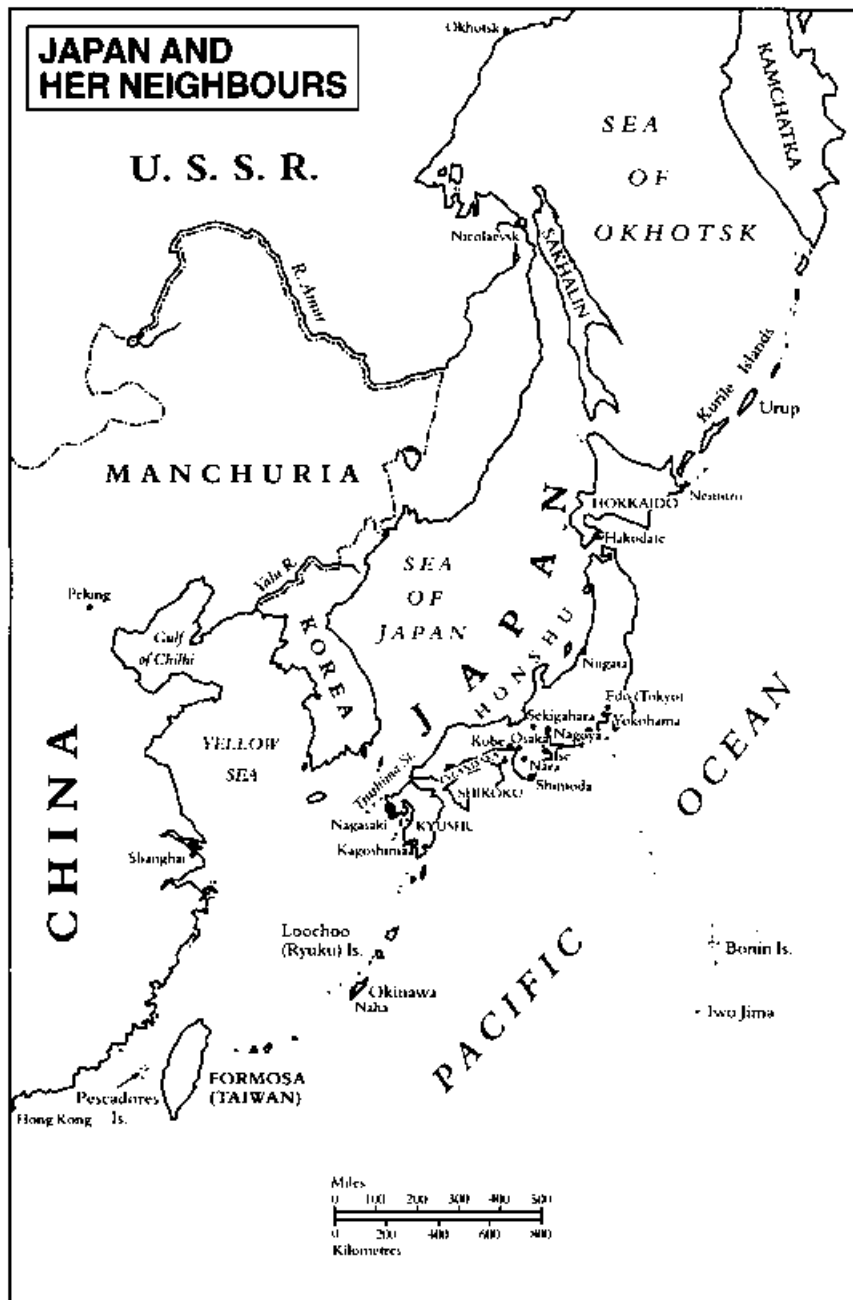 JAPAN AND
HER NEIGHBOURS
Okhotsk
KAMCHATKA
SEA
OF
OKHOTSK
U. S. S. R.
Nicolaevsk
SAKHALIN
R. Amur
Kurile Islands
Urup
MANCHURIA
HOKKAIDO
Nemuro
Hakodate
Yalu R.
SEA
OF
JAPAN
JAPAN
HONSHU
Peking
Gulf
of Chilhi
KOREA
Niigata
Edo (Tokyo)
Yokohama
Sekigahara
Nagoya
Kobe
Osaka
Ise
Nara
Shimoda
SHIKOKU
YELLOW
SEA
Tsushima St.
Nagasaki
KYUSHU
Kagoshima
CHINA
Shanghai
PACIFIC
OCEAN
Loochoo
(Ryuku) Is.
Okinawa
Naha
Bonin Is.
Iwo Jima
FORMOSA
(TAIWAN)
Pescadores
Is.
Hong Kong
Miles
0 100 200 300 400 500
0 200 400 600 800
Kilometres